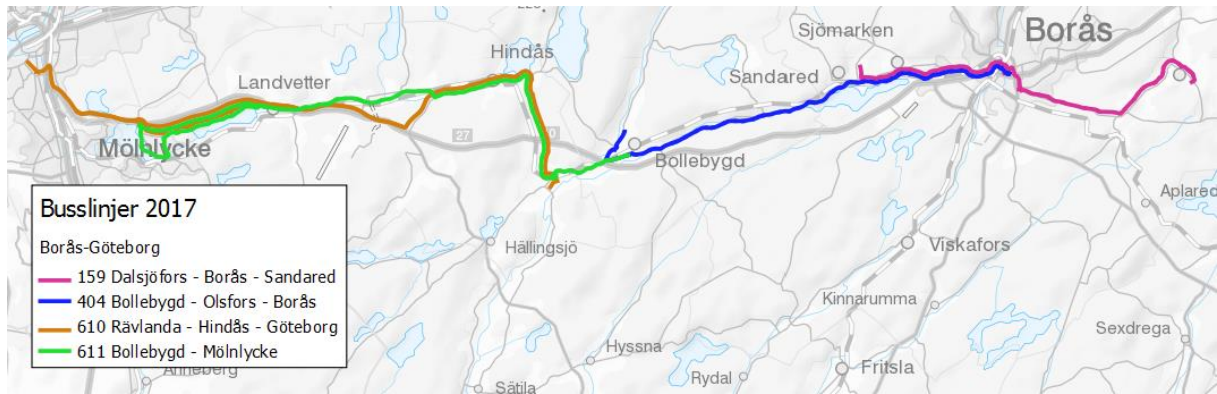 Borås
Sjömarken
Hindås
Sandared
Landvetter
27
Mölnlycke
Bollebygd
Busslinjer 2017
Borås-Göteborg
159 Dalsjöfors - Borås - Sandared
404 Bollebygd - Olsfors - Borås
610 Rävlanda - Hindås - Göteborg
611 Bollebygd - Mölnlycke
Aplared
Hällingsjö
Viskafors
Kinnarumma
Sexdrega
Hyssna
Fritsla
Rydal
Anneberg
Sätila